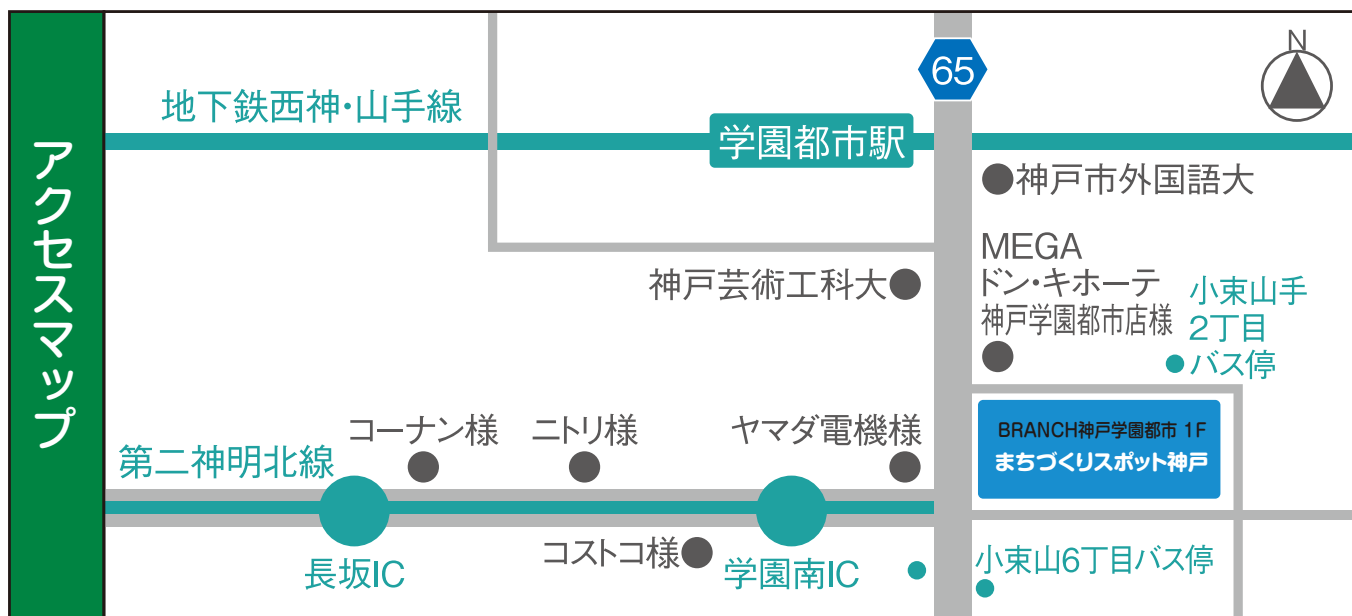 アクセスマップ
65
N
地下鉄西神・山手線
学園都市駅
●神戸市外国語大
MEGA
ドン・キホーテ
神戸学園都市店様
神戸芸術工科大●
小束山手
2丁目
バス停
コーナン様
ニトリ様
ヤマダ電機様
BRANCH神戸学園都市 1F
まちづくりスポット神戸
第二神明北線
長坂IC
コストコ様●
学園南IC
小束山6丁目バス停